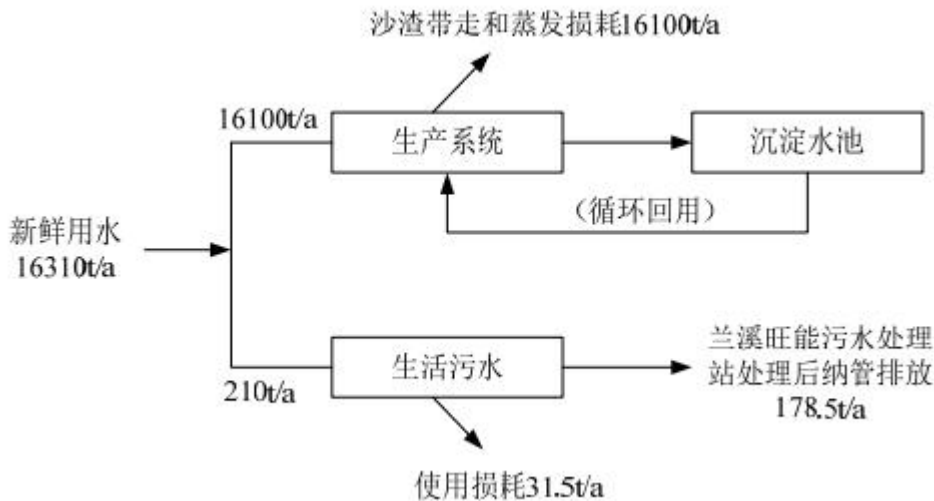 沙渣带走和蒸发损耗16100t/a
16100t/a
生产系统
沉淀水池
（循环回用）
新鲜用水
16310t/a
兰溪旺能污水处理
站处理后纳管排放
178.5t/a
生活污水
210t/a
使用损耗31.5t/a